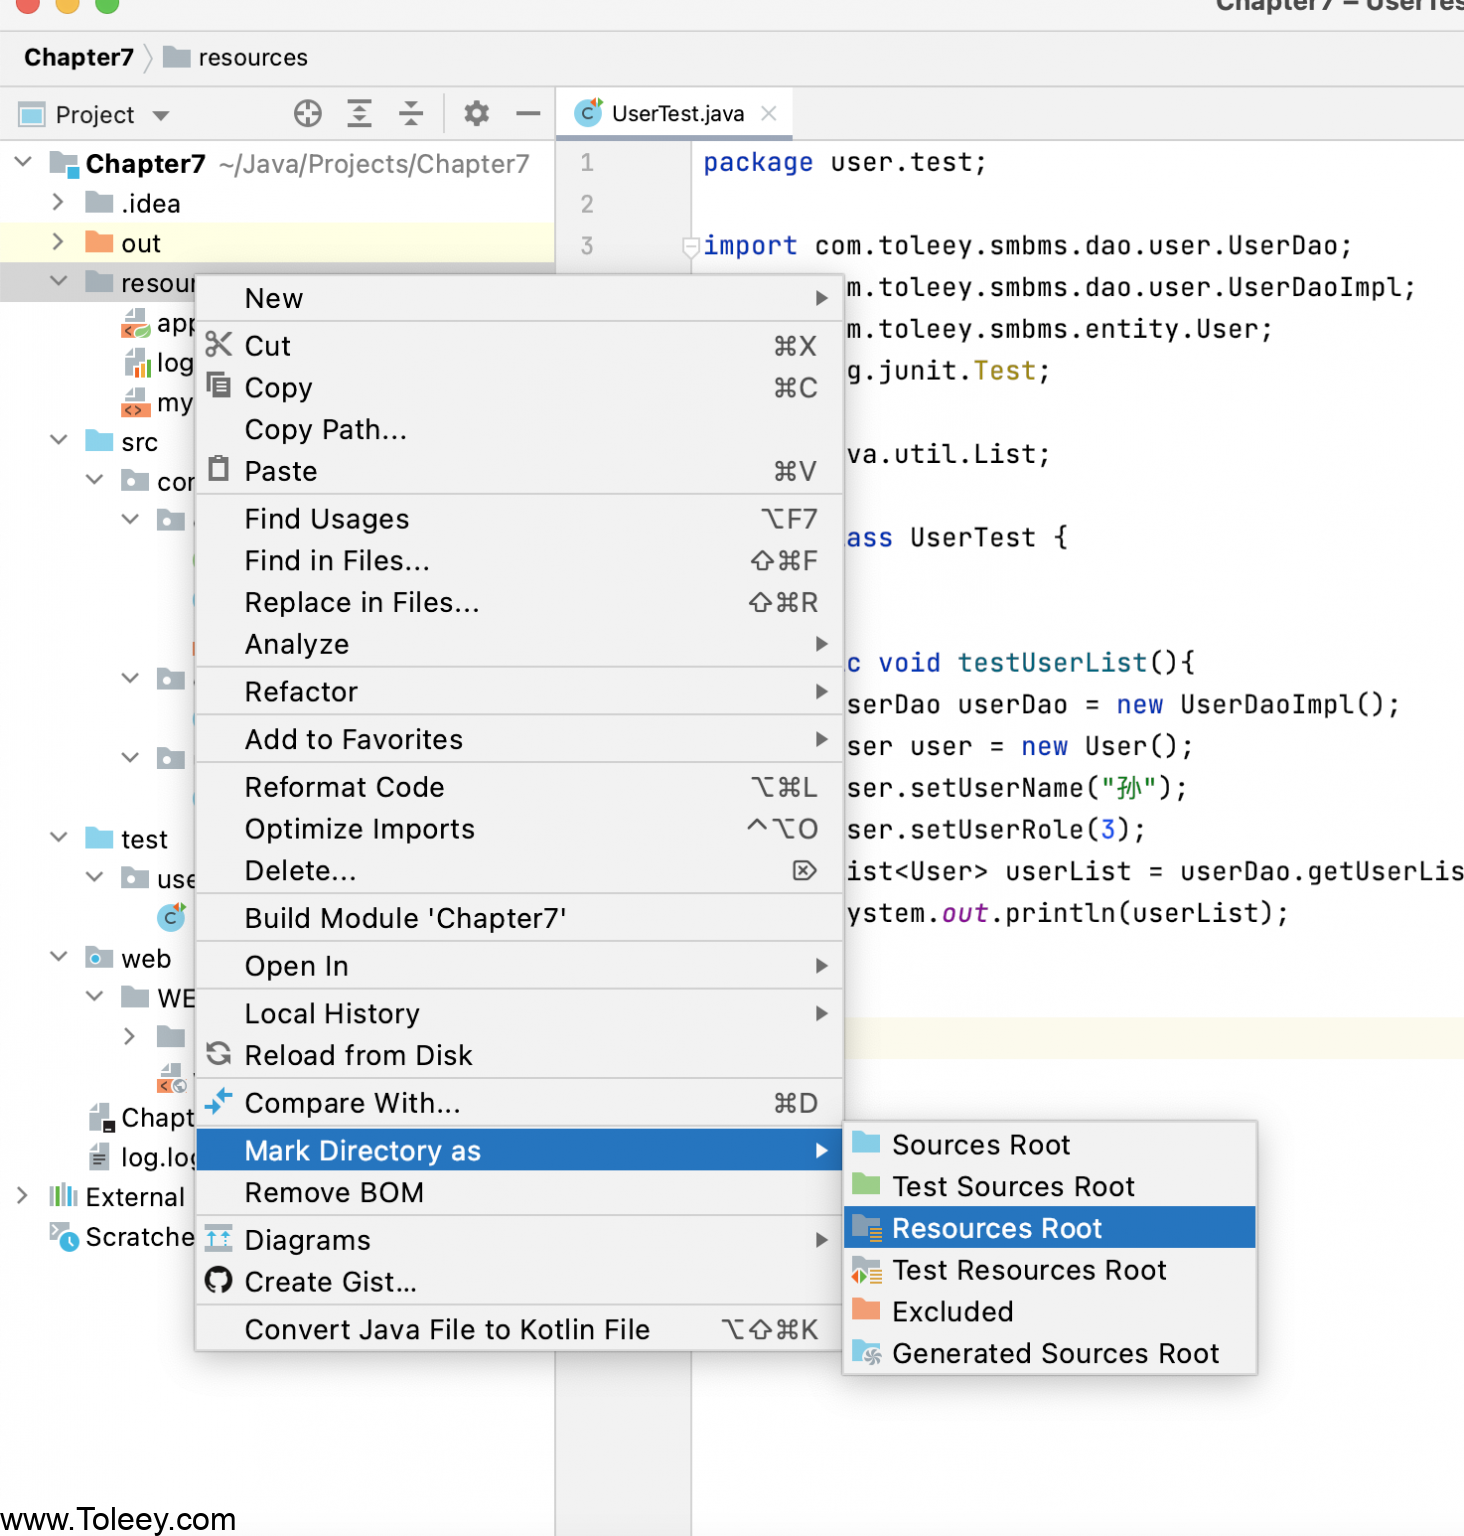 Chapter7 – UserTes
Chapter7 resources
Project
UserTest.java
Chapter7 ~/Java/Projects/Chapter7
.idea
out
resour
app
log
my
src
com
test
use
web
WE
Chapt
log.log
External
Scratche
1 package user.test;
2
3 import com.toleey.smbms.dao.user.UserDao;
m.toleey.smbms.dao.user.UserDaoImpl;
m.toleey.smbms.entity.User;
g.junit.Test;
va.util.List;
ass UserTest {
c void testUserList(){
serDao userDao = new UserDaoImpl();
ser user = new User();
ser.setUserName("孙");
ser.setUserRole(3);
ist<User> userList = userDao.getUserLis
ystem.out.println(userList);
New
Cut ⌘X
Copy ⌘C
Copy Path...
Paste ⌘V
Find Usages ⌥F7
Find in Files... ⇧⌘F
Replace in Files... ⇧⌘R
Analyze
Refactor
Add to Favorites
Reformat Code ⌥⌘L
Optimize Imports ^⌥O
Delete... ⌦
Build Module 'Chapter7'
Open In
Local History
Reload from Disk
Compare With... ⌘D
Mark Directory as
Remove BOM
Diagrams
Create Gist...
Convert Java File to Kotlin File ⌥⇧⌘K
Sources Root
Test Sources Root
Resources Root
Test Resources Root
Excluded
Generated Sources Root
www.Toleey.com